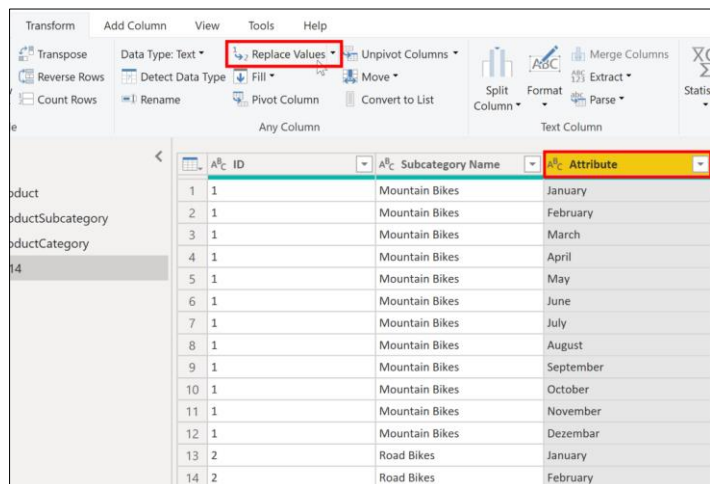 Transform Add Column View Tools Help
Transpose Data Type: Text Replace Values Unpivot Columns Merge Columns
Reverse Rows Detect Data Type Fill Move Split Column Format ABC Extract
Count Rows Rename Pivot Column Convert to List Parse Statis
e Any Column Text Column
ABC ID ABC Subcategory Name ABC Attribute
oduct
oductSubcategory
oductCategory
14
1 1 Mountain Bikes January
2 1 Mountain Bikes February
3 1 Mountain Bikes March
4 1 Mountain Bikes April
5 1 Mountain Bikes May
6 1 Mountain Bikes June
7 1 Mountain Bikes July
8 1 Mountain Bikes August
9 1 Mountain Bikes September
10 1 Mountain Bikes October
11 1 Mountain Bikes November
12 1 Mountain Bikes Dezembar
13 2 Road Bikes January
14 2 Road Bikes February